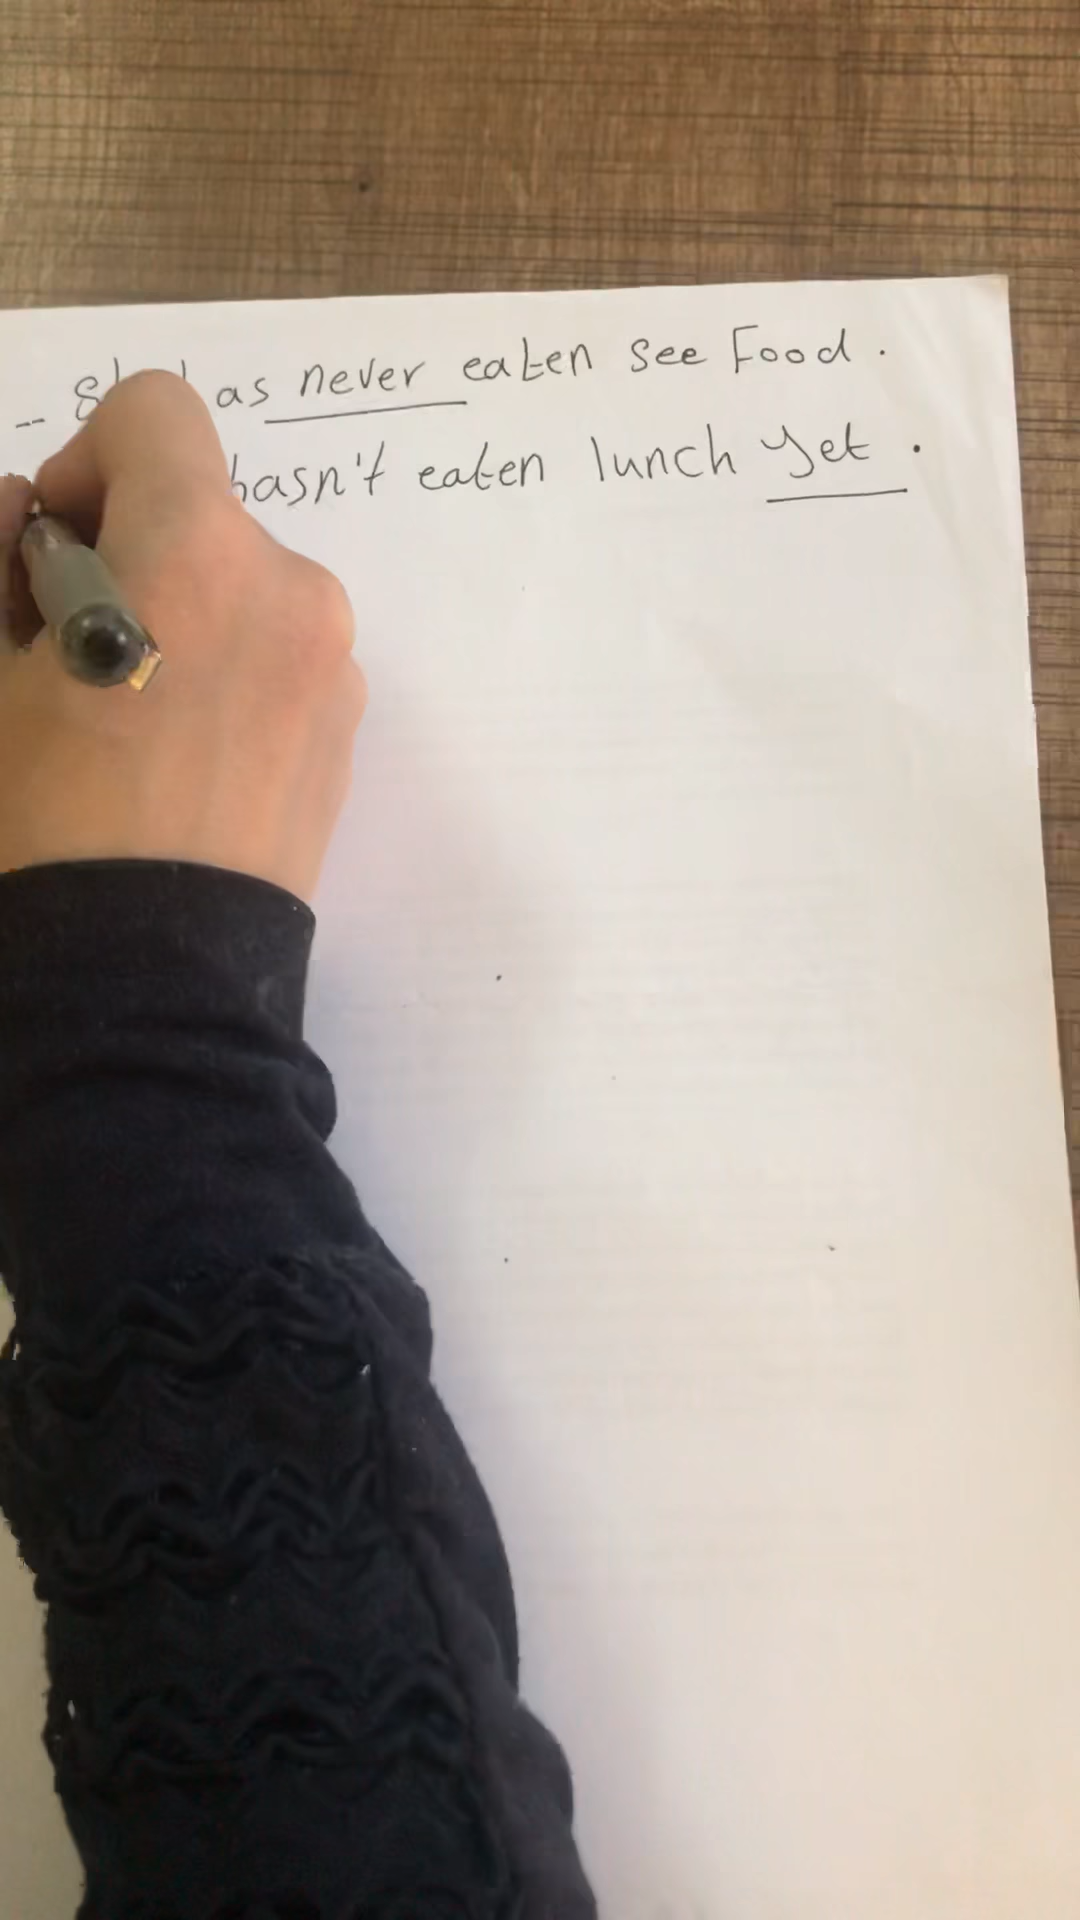 as never eaten see Food .
hasn't eaten lunch yet .